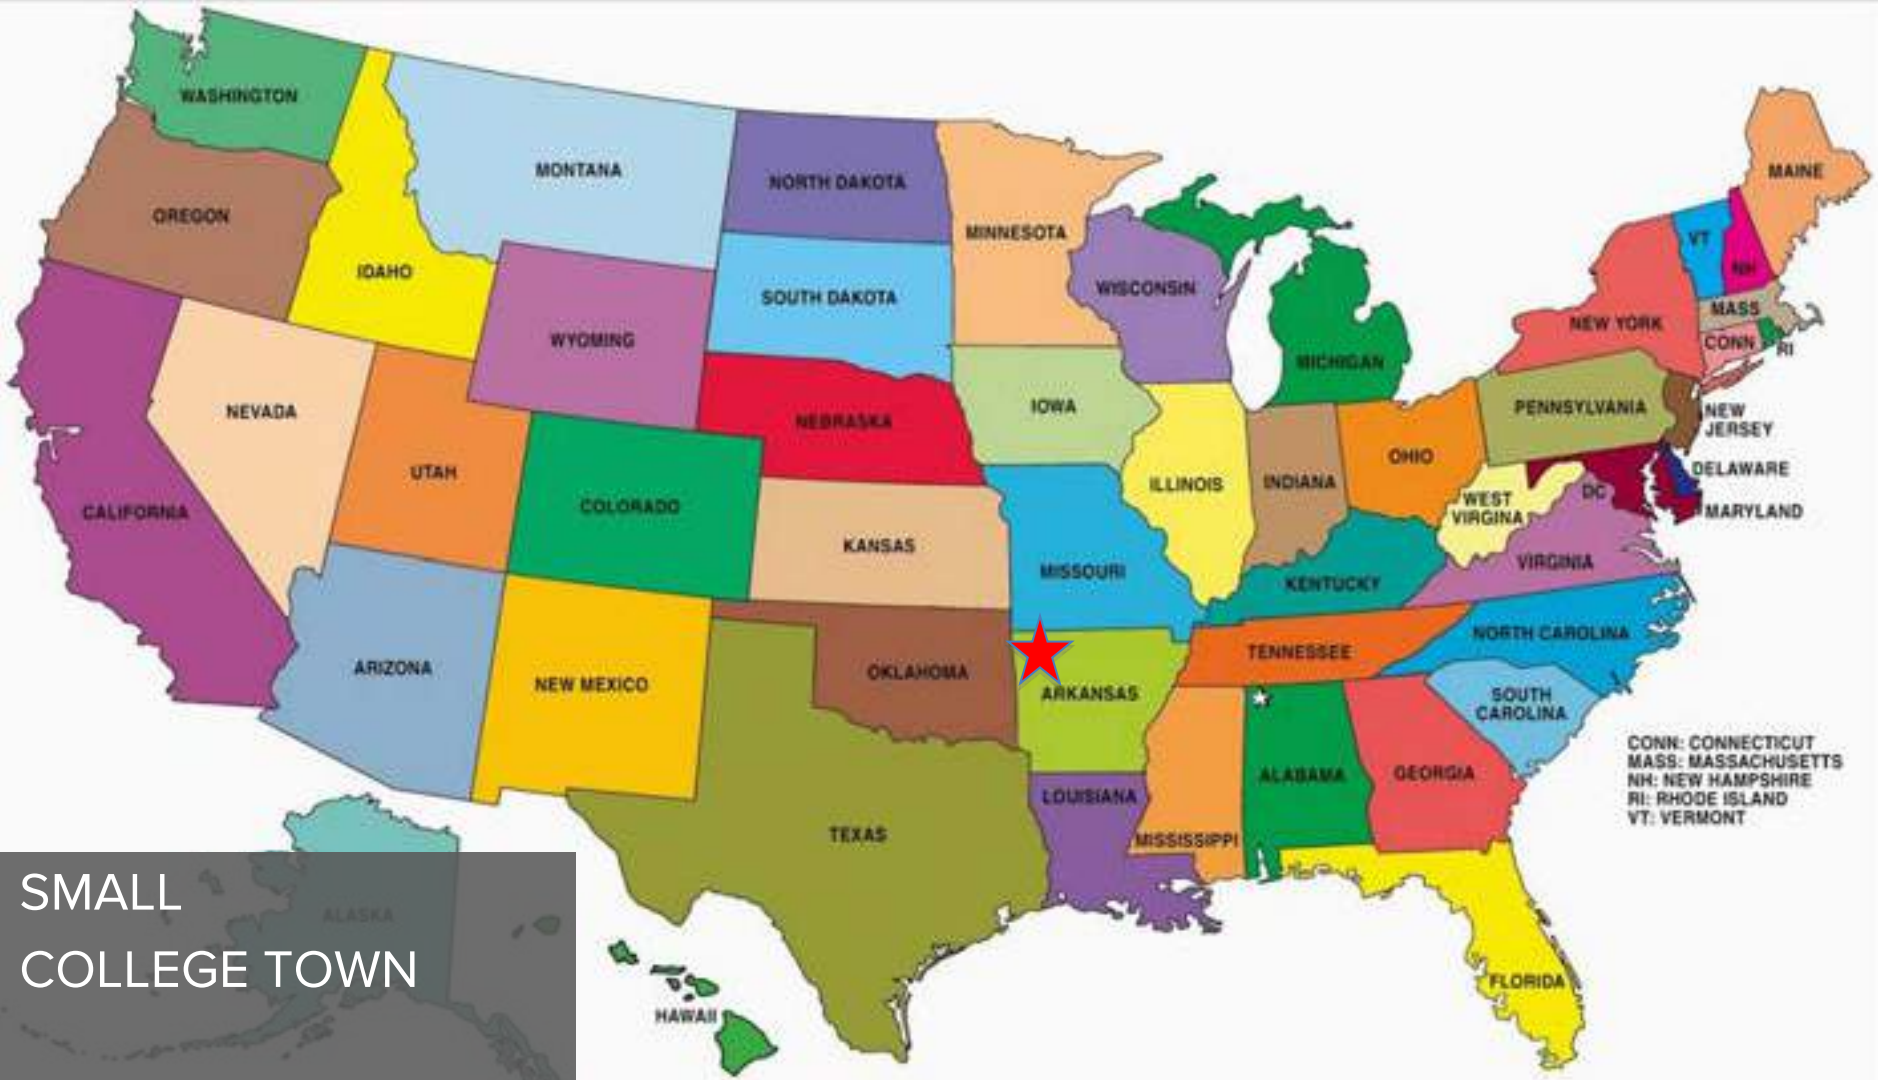 WASHINGTON
OREGON
IDAHO
MONTANA
NORTH DAKOTA
MINNESOTA
SOUTH DAKOTA
WYOMING
WISCONSIN
MICHIGAN
MAINE
VT
NH
MASS
NEW YORK
CONN
RI
NEVADA
UTAH
CALIFORNIA
COLORADO
NEBRASKA
IOWA
ILLINOIS
INDIANA
OHIO
PENNSYLVANIA
NEW
JERSEY
DELAWARE
MARYLAND
DC
WEST
VIRGINA
VIRGINIA
KANSAS
MISSOURI
KENTUCKY
ARIZONA
NEW MEXICO
OKLAHOMA
ARKANSAS
TENNESSEE
NORTH CAROLINA
SOUTH
CAROLINA
TEXAS
LOUISIANA
MISSISSIPPI
ALABAMA
GEORGIA
FLORIDA
CONN: CONNECTICUT
MASS: MASSACHUSETTS
NH: NEW HAMPSHIRE
RI: RHODE ISLAND
VT: VERMONT
ALASKA
HAWAII
SMALL
COLLEGE TOWN